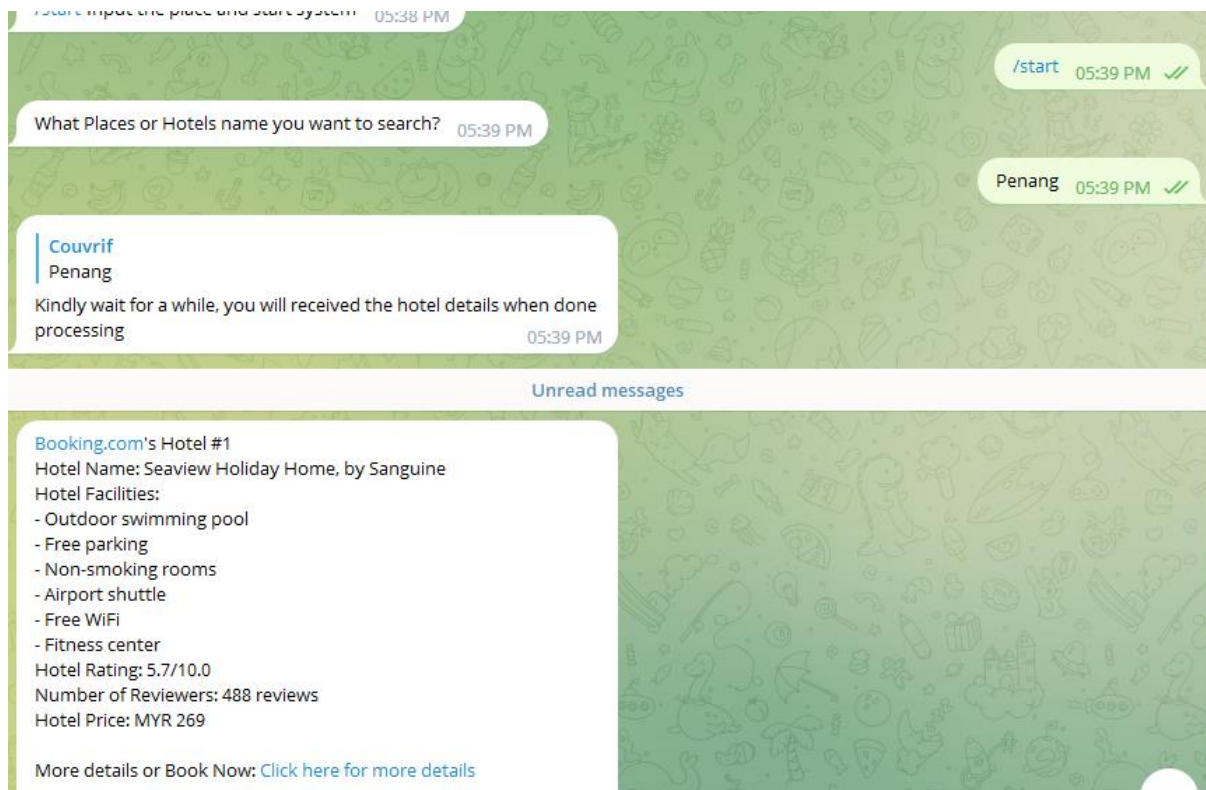 /start Input the place and start system 05:38 PM
/start 05:39 PM
What Places or Hotels name you want to search? 05:39 PM
Penang 05:39 PM
Couvrif
Penang
Kindly wait for a while, you will received the hotel details when done
processing 05:39 PM
Unread messages
Booking.com's Hotel #1
Hotel Name: Seaview Holiday Home, by Sanguine
Hotel Facilities:
- Outdoor swimming pool
- Free parking
- Non-smoking rooms
- Airport shuttle
- Free WiFi
- Fitness center
Hotel Rating: 5.7/10.0
Number of Reviewers: 488 reviews
Hotel Price: MYR 269
More details or Book Now: Click here for more details